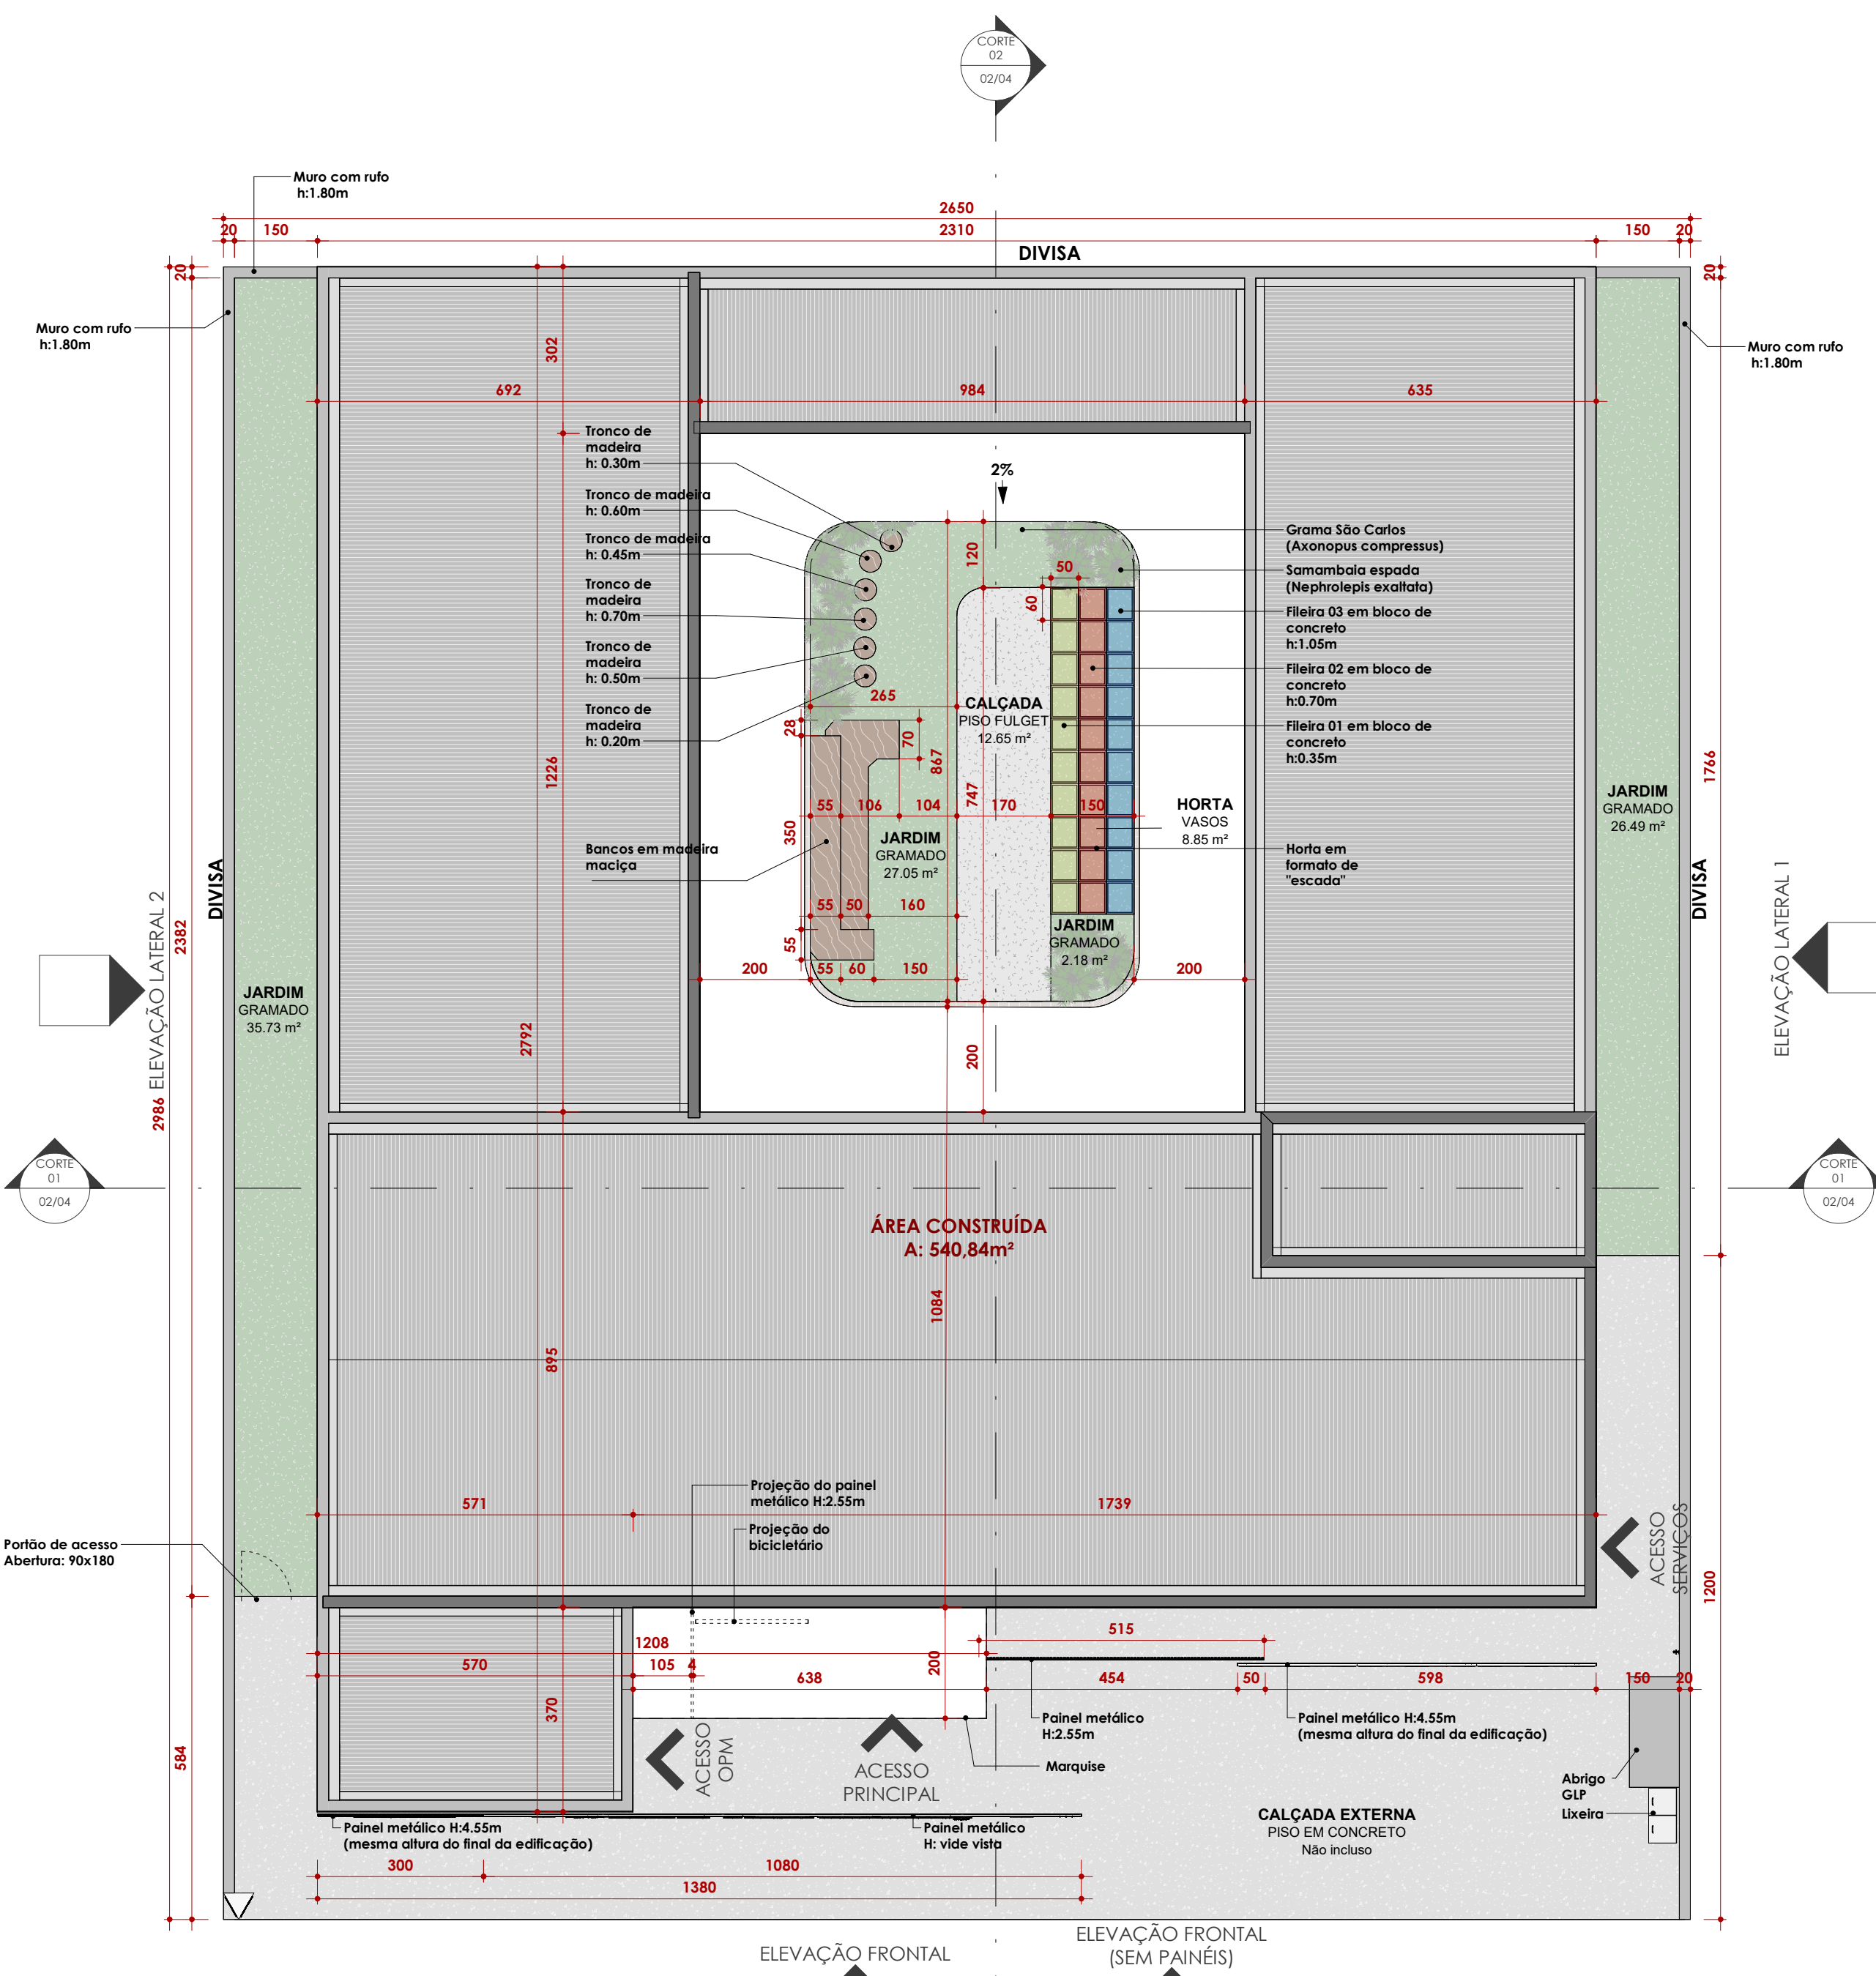 CORTE
02
02/04
Muro com rufo
h:1.80m
2650
20
150
2310
150
20
DIVISA
20
20
Muro com rufo
h:1.80m
Muro com rufo
h:1.80m
302
692
984
635
Tronco de
madeira
h: 0.30m
Tronco de madeira
h: 0.60m
Tronco de madeira
h: 0.45m
Tronco de
madeira
h: 0.70m
Tronco de
madeira
h: 0.50m
Tronco de
madeira
h: 0.20m
2%
120
50
60
Grama São Carlos
(Axonopus compressus)
Samambaia espada
(Nephrolepis exaltata)
Fileira 03 em bloco de
concreto
h:1.05m
Fileira 02 em bloco de
concreto
h:0.70m
Fileira 01 em bloco de
concreto
h:0.35m
265
CALÇADA
PISO FULGET
12.65 m²
28
70
867
747
1226
1766
55
106
104
170
150
350
HORTA
VASOS
8.85 m²
JARDIM
GRAMADO
26.49 m²
JARDIM
GRAMADO
27.05 m²
Bancos em madeira
maciça
Horta em
formato de
"escada"
DIVISA
DIVISA
ELEVAÇÃO LATERAL 2
ELEVAÇÃO LATERAL 1
2382
55
50
160
JARDIM
GRAMADO
2.18 m²
55
200
55
60
150
200
JARDIM
GRAMADO
35.73 m²
2792
200
2986
CORTE
01
02/04
CORTE
01
02/04
ÁREA CONSTRUÍDA
A: 540,84m²
1084
895
Projeção do painel
metálico H:2.55m
571
1739
Projeção do
bicicletário
Portão de acesso
Abertura: 90x180
ACESSO
SERVIÇOS
1200
515
1208
570
105
4
200
638
454
50
598
150
20
370
584
Painel metálico
H:2.55m
Painel metálico H:4.55m
(mesma altura do final da edificação)
ACESSO
OPM
ACESSO
PRINCIPAL
Marquise
Abrigo
GLP
Lixeira
CALÇADA EXTERNA
PISO EM CONCRETO
Não incluso
Painel metálico H:4.55m
(mesma altura do final da edificação)
Painel metálico
H: vide vista
300
1080
1380
ELEVAÇÃO FRONTAL
ELEVAÇÃO FRONTAL
(SEM PAINÉIS)